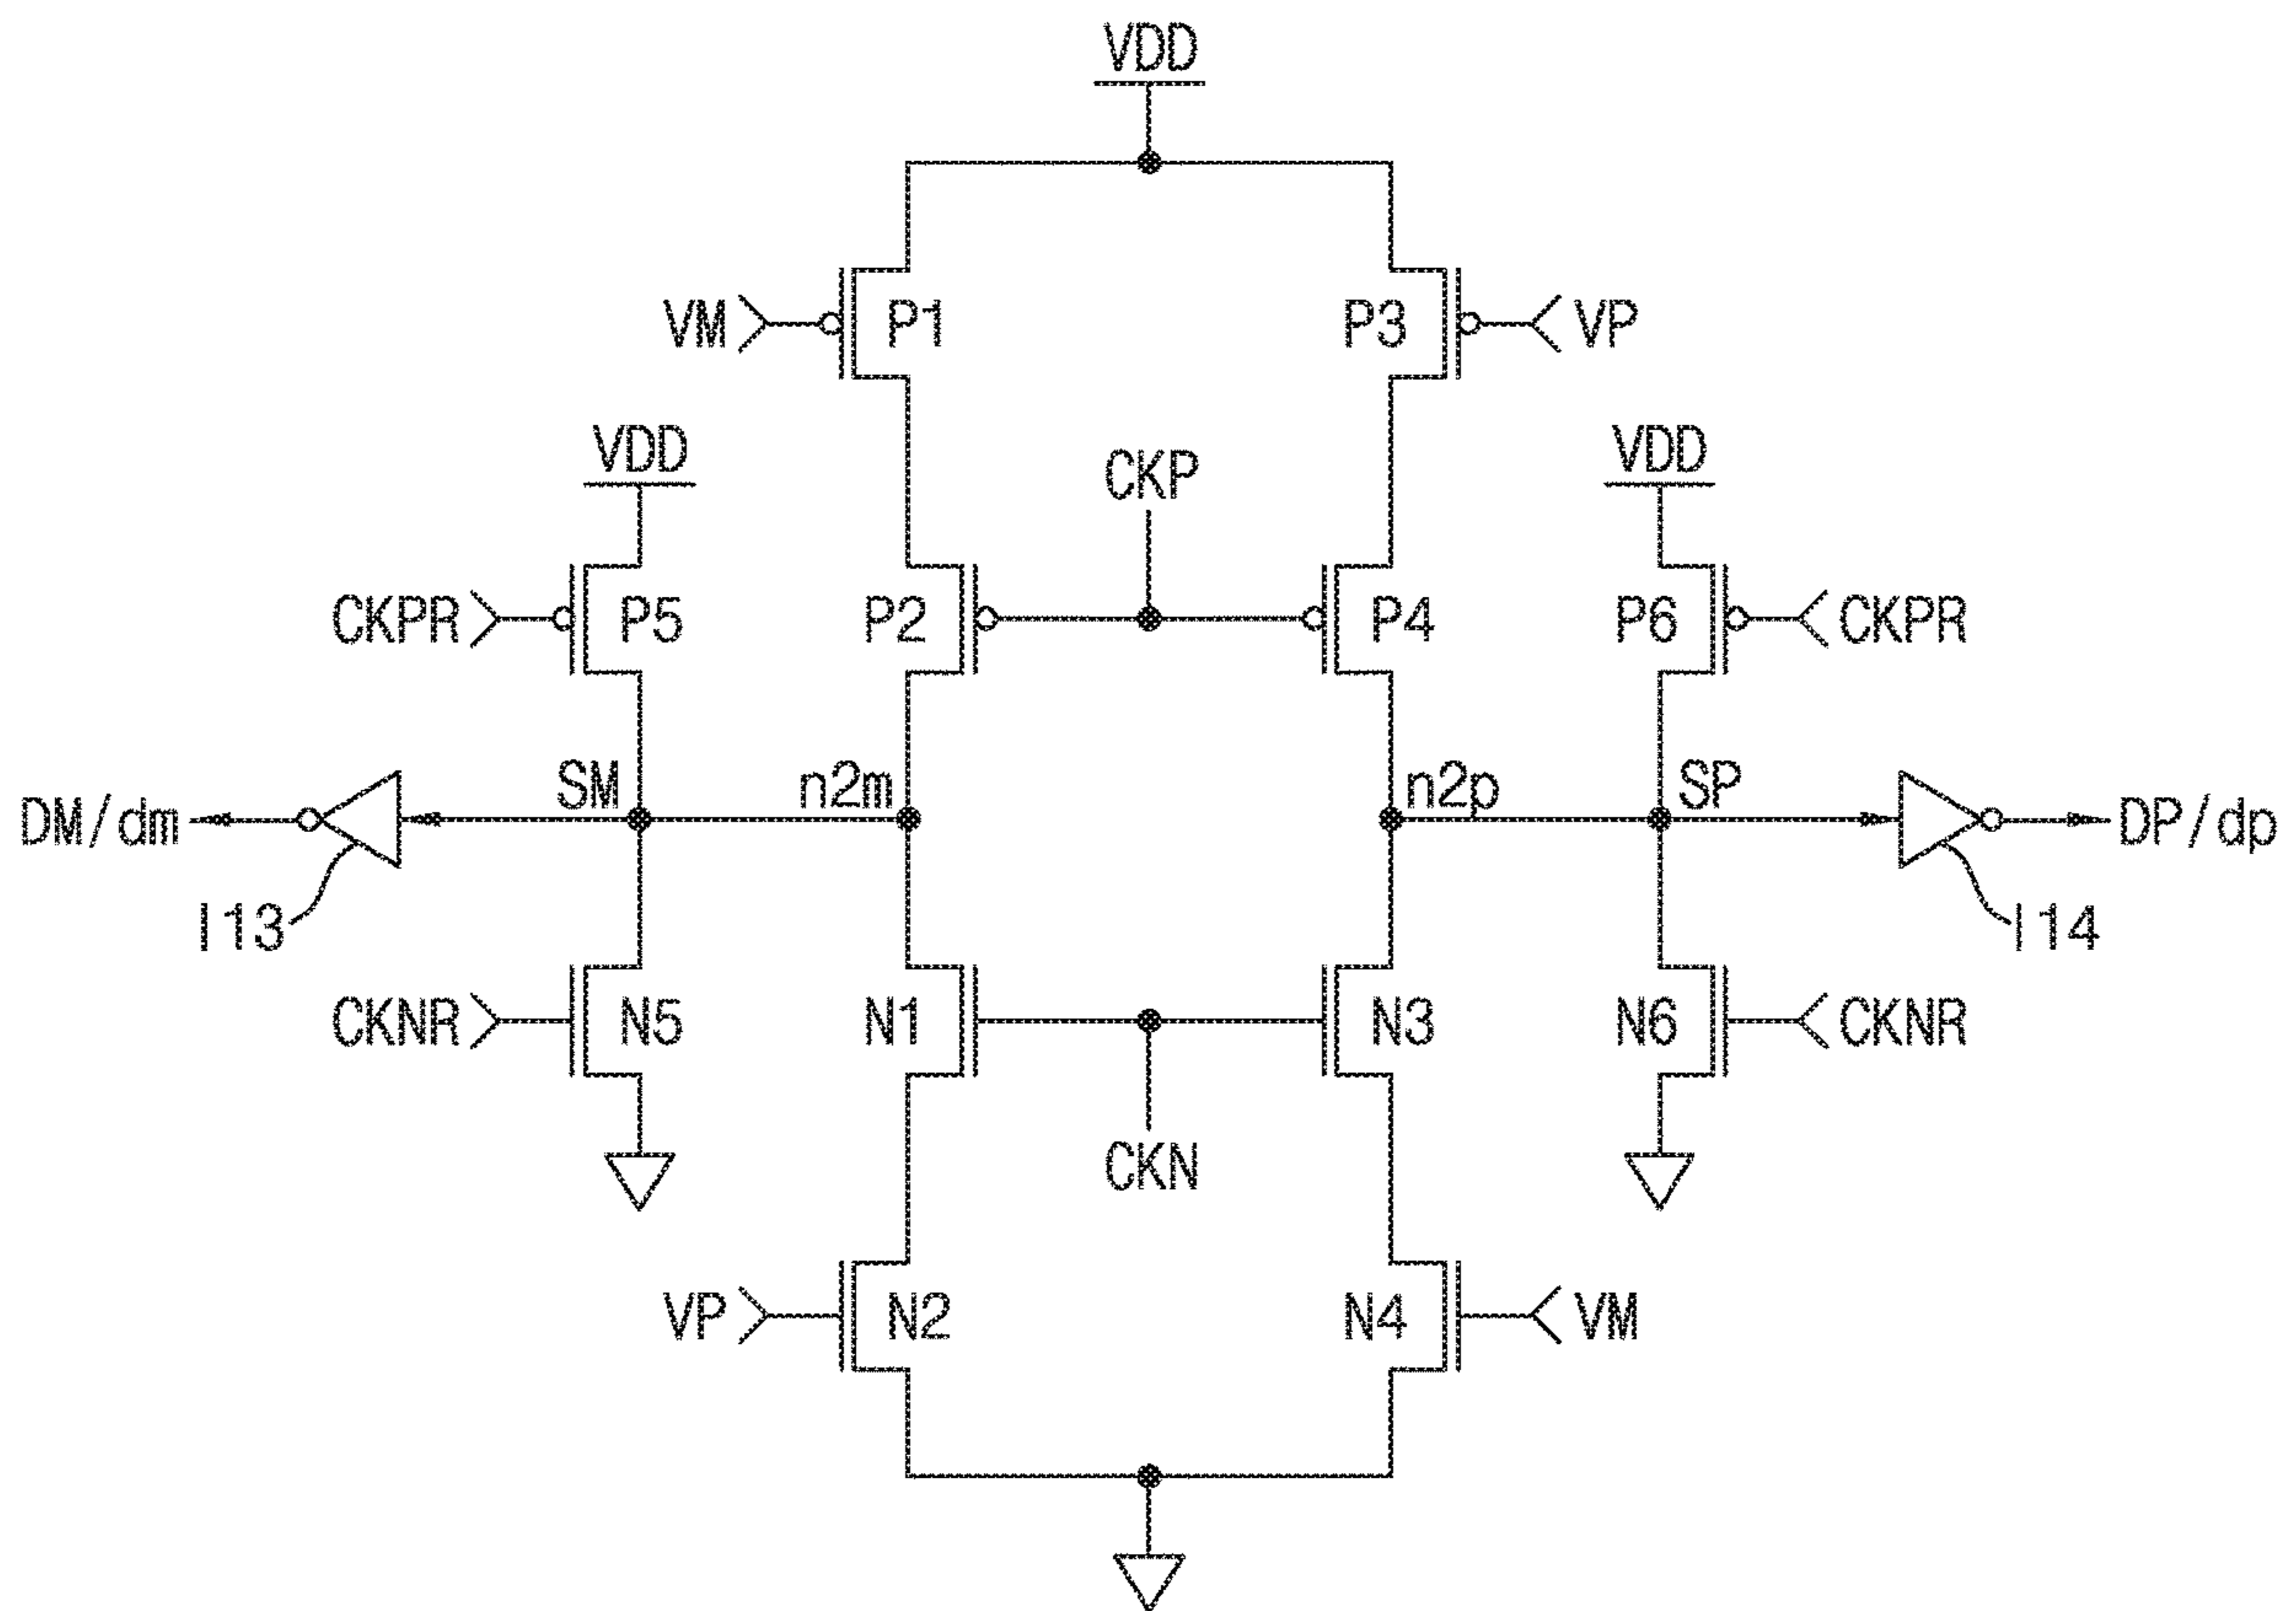 VDD
VM P1 P3 VP
VDD CKP VDD
CKPR P5 P2 P4 P6 CKPR
DM/dm SM n2m n2p SP DP/dp
I13 I14
CKNR N5 N1 N3 N6 CKNR
CKN
VP N2 N4 VM